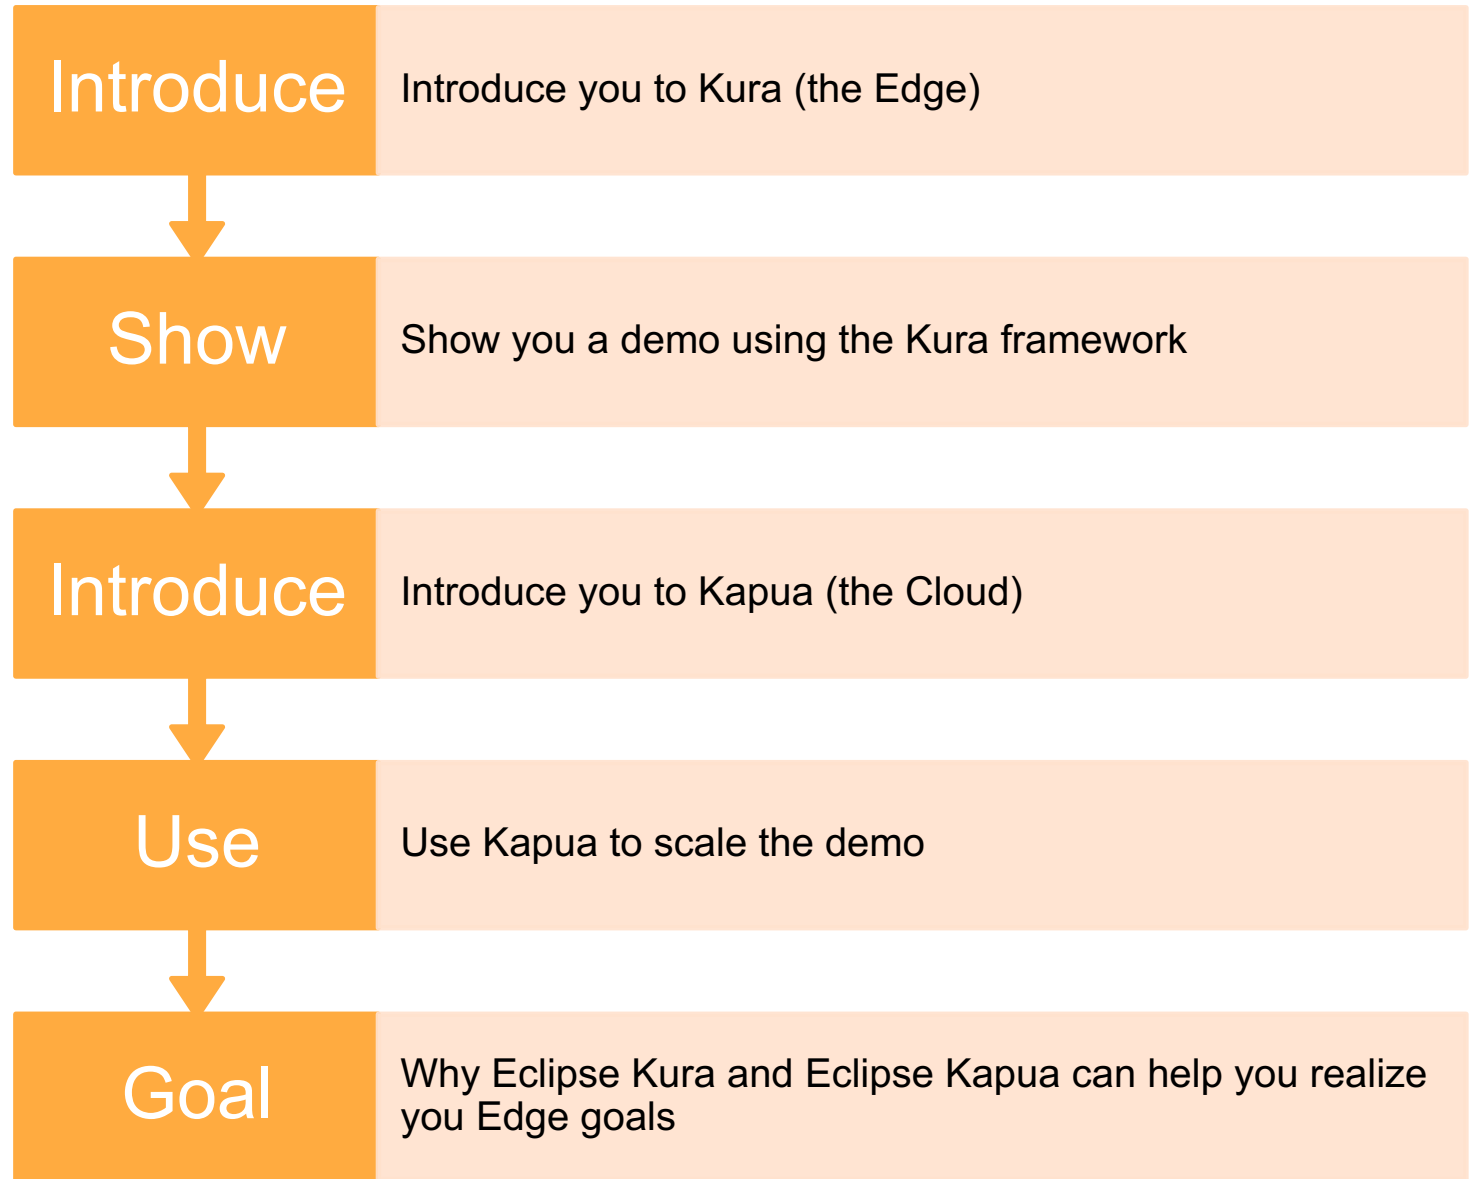 Introduce
Introduce you to Kura (the Edge)
Show
Show you a demo using the Kura framework
Introduce
Introduce you to Kapua (the Cloud)
Use
Use Kapua to scale the demo
Goal
Why Eclipse Kura and Eclipse Kapua can help you realize
you Edge goals